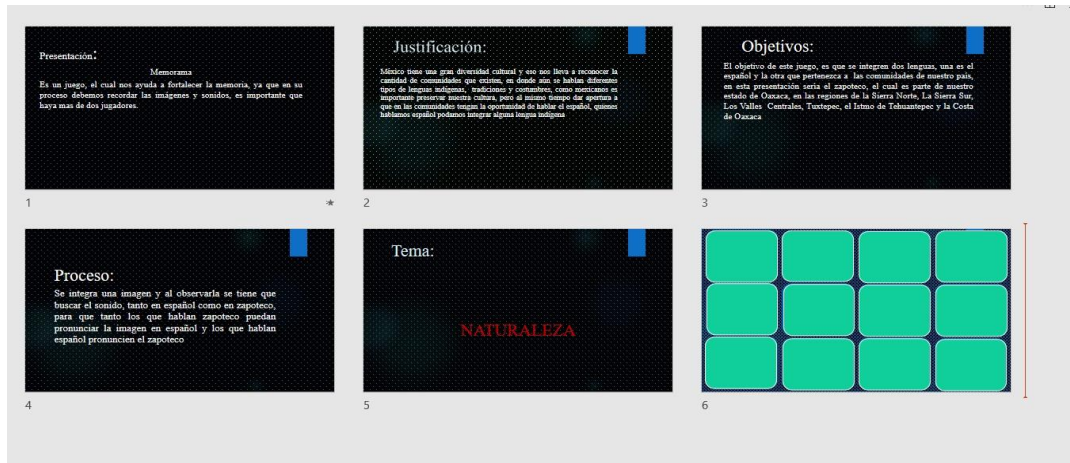 Presentación:
Memorama
Es un juego, el cual nos ayuda a fortalecer la memoria, ya que en su
proceso debemos recordar las imágenes y sonidos, es importante que
haya mas de dos jugadores.
1
Justificación:
México tiene una gran diversidad cultural y eso nos lleva a reconocer la
cantidad de comunidades que existen, en donde aún se hablan diferentes
tipos de lenguas indígenas, tradiciones y costumbres, como mexicanos es
importante preservar nuestra cultura, pero al mismo tiempo dar apertura a
que en las comunidades tengan la oportunidad de hablar el español, quienes
hablamos español podamos integrar alguna lengua indígena
2
Objetivos:
El objetivo de este juego, es que se integren dos lenguas, una es el
español y la otra que pertenezca a las comunidades de nuestro país,
en esta presentación seria el zapoteco, el cual es parte de nuestro
estado de Oaxaca, en las regiones de la Sierra Norte, La Sierra Sur,
Los Valles Centrales, Tuxtepec, el Istmo de Tehuantepec y la Costa
de Oaxaca
3
Proceso:
Se integra una imagen y al observarla se tiene que
buscar el sonido, tanto en español como en zapoteco,
para que tanto los que hablan zapoteco puedan
pronunciar la imagen en español y los que hablan
español pronuncien el zapoteco
4
Tema:
NATURALEZA
5
6